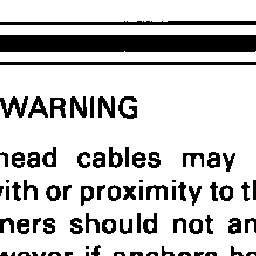 WARNING
head cables may
with or proximity to th
ners should not an
wever if anchors be